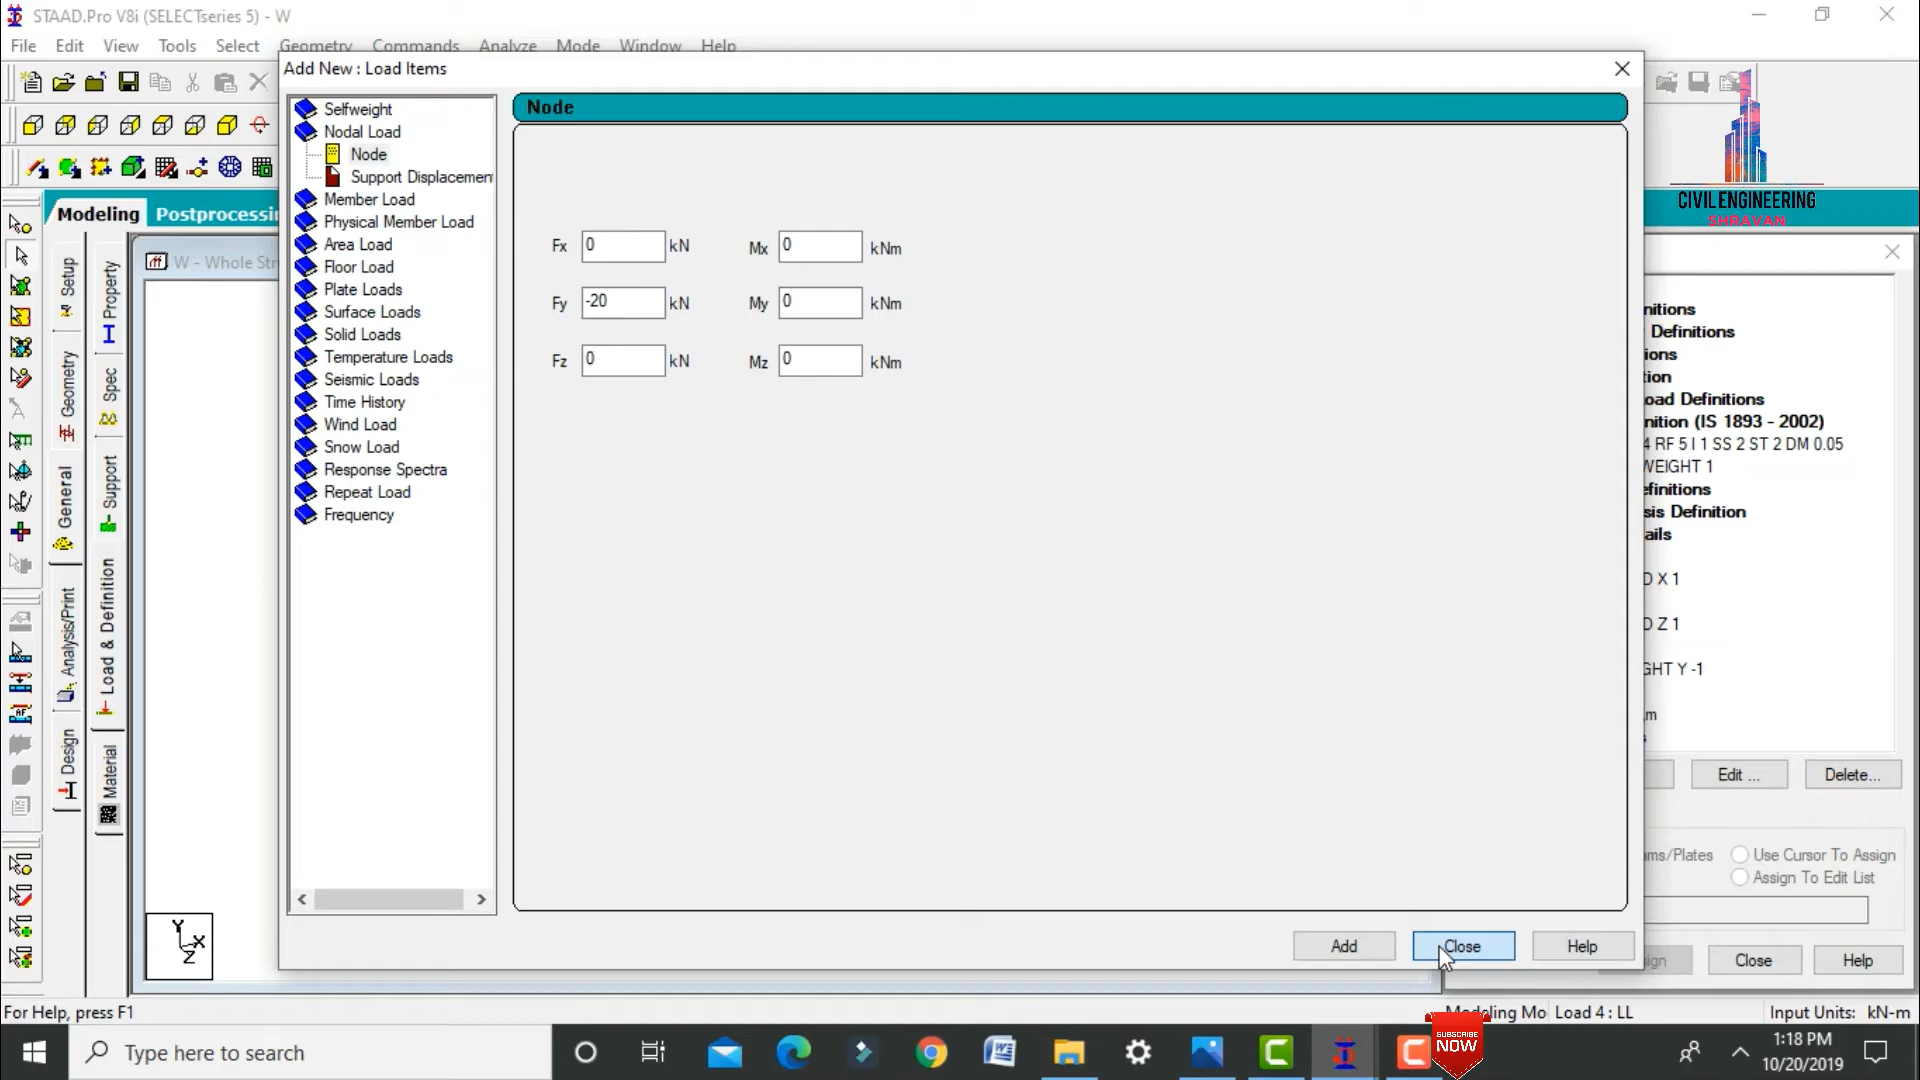 STAAD.Pro V8i (SELECTseries 5) - W
File Edit View Tools Select Geometry Commands Analyze Mode Window Help
Add New : Load Items
Selfweight
Nodal Load
Node
Support Displacemen
Member Load
Physical Member Load
Area Load
Floor Load
Plate Loads
Surface Loads
Solid Loads
Temperature Loads
Seismic Loads
Time History
Wind Load
Snow Load
Response Spectra
Repeat Load
Frequency
Node
Fx 0 kN Mx 0 kNm
Fy -20 kN My 0 kNm
Fz 0 kN Mz 0 kNm
Add Close Help
CIVIL ENGINEERING
SHRAVAN
Modeling Postprocessin
W - Whole Str
Setup
Geometry
General
Analysis/Print
Design
Property
Spec
Support
Load & Definition
Material
nitions
Definitions
ions
tion
oad Definitions
nition (IS 1893 - 2002)
4 RF 5 I 1 SS 2 ST 2 DM 0.05
WEIGHT 1
efinitions
sis Definition
ails
D X 1
D Z 1
GHT Y -1
Edit ... Delete...
ms/Plates Use Cursor To Assign
Assign To Edit List
ign Close Help
Y
X
Z
AF
For Help, press F1
Modeling Mo Load 4 : LL Input Units: kN-m
Type here to search
SUBSCRIBE
NOW
1:18 PM
10/20/2019